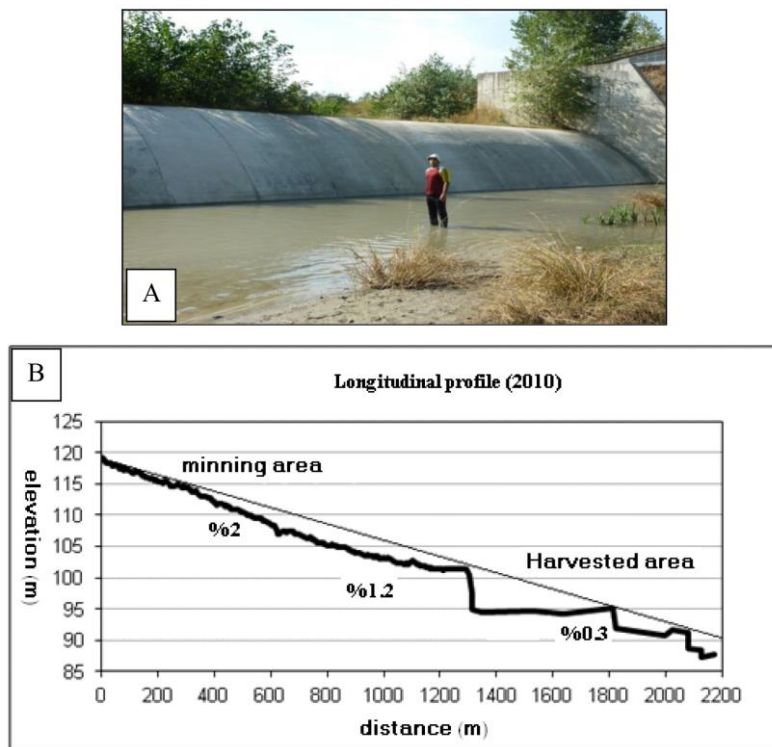 A
B
Longitudinal profile (2010)
125
120
115
110
105
100
95
90
85
elevation (m)
minning area
%2
%1.2
Harvested area
%0.3
0 200 400 600 800 1000 1200 1400 1600 1800 2000 2200
distance (m)